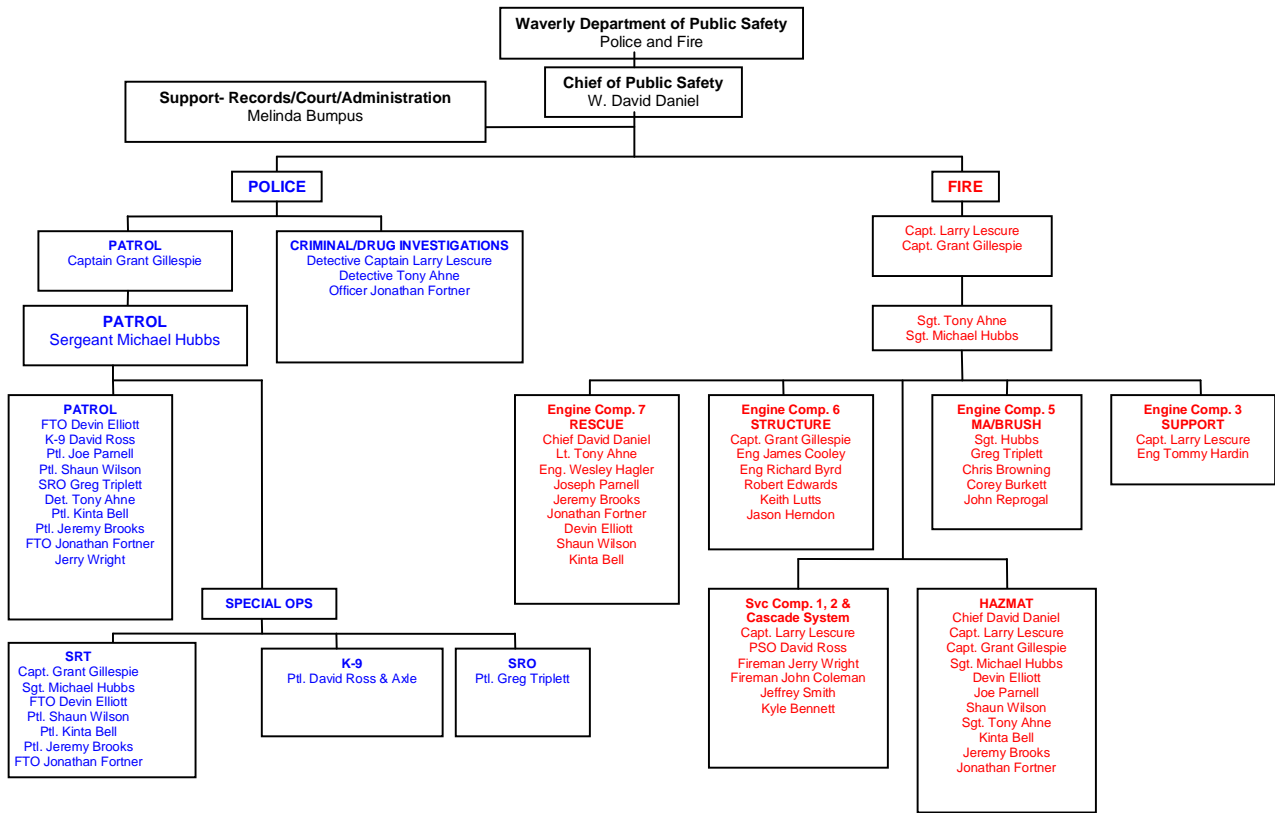 Waverly Department of Public Safety
Police and Fire
Chief of Public Safety
W. David Daniel
Support- Records/Court/Administration
Melinda Bumpus
POLICE
FIRE
PATROL
Captain Grant Gillespie
CRIMINAL/DRUG INVESTIGATIONS
Detective Captain Larry Lescure
Detective Tony Ahne
Officer Jonathan Fortner
Capt. Larry Lescure
Capt. Grant Gillespie
PATROL
Sergeant Michael Hubbs
Sgt. Tony Ahne
Sgt. Michael Hubbs
PATROL
FTO Devin Elliott
K-9 David Ross
Ptl. Joe Parnell
Ptl. Shaun Wilson
SRO Greg Triplett
Det. Tony Ahne
Ptl. Kinta Bell
Ptl. Jeremy Brooks
FTO Jonathan Fortner
Jerry Wright
Engine Comp. 7
RESCUE
Chief David Daniel
Lt. Tony Ahne
Eng. Wesley Hagler
Joseph Parnell
Jeremy Brooks
Jonathan Fortner
Devin Elliott
Shaun Wilson
Kinta Bell
Engine Comp. 6
STRUCTURE
Capt. Grant Gillespie
Eng James Cooley
Eng Richard Byrd
Robert Edwards
Keith Lutts
Jason Herndon
Engine Comp. 5
MA/BRUSH
Sgt. Hubbs
Greg Triplett
Chris Browning
Corey Burkett
John Reprogal
Engine Comp. 3
SUPPORT
Capt. Larry Lescure
Eng Tommy Hardin
SPECIAL OPS
SRT
Capt. Grant Gillespie
Sgt. Michael Hubbs
FTO Devin Elliott
Ptl. Shaun Wilson
Ptl. Kinta Bell
Ptl. Jeremy Brooks
FTO Jonathan Fortner
K-9
Ptl. David Ross & Axle
SRO
Ptl. Greg Triplett
Svc Comp. 1, 2 &
Cascade System
Capt. Larry Lescure
PSO David Ross
Fireman Jerry Wright
Fireman John Coleman
Jeffrey Smith
Kyle Bennett
HAZMAT
Chief David Daniel
Capt. Larry Lescure
Capt. Grant Gillespie
Sgt. Michael Hubbs
Devin Elliott
Joe Parnell
Shaun Wilson
Sgt. Tony Ahne
Kinta Bell
Jeremy Brooks
Jonathan Fortner